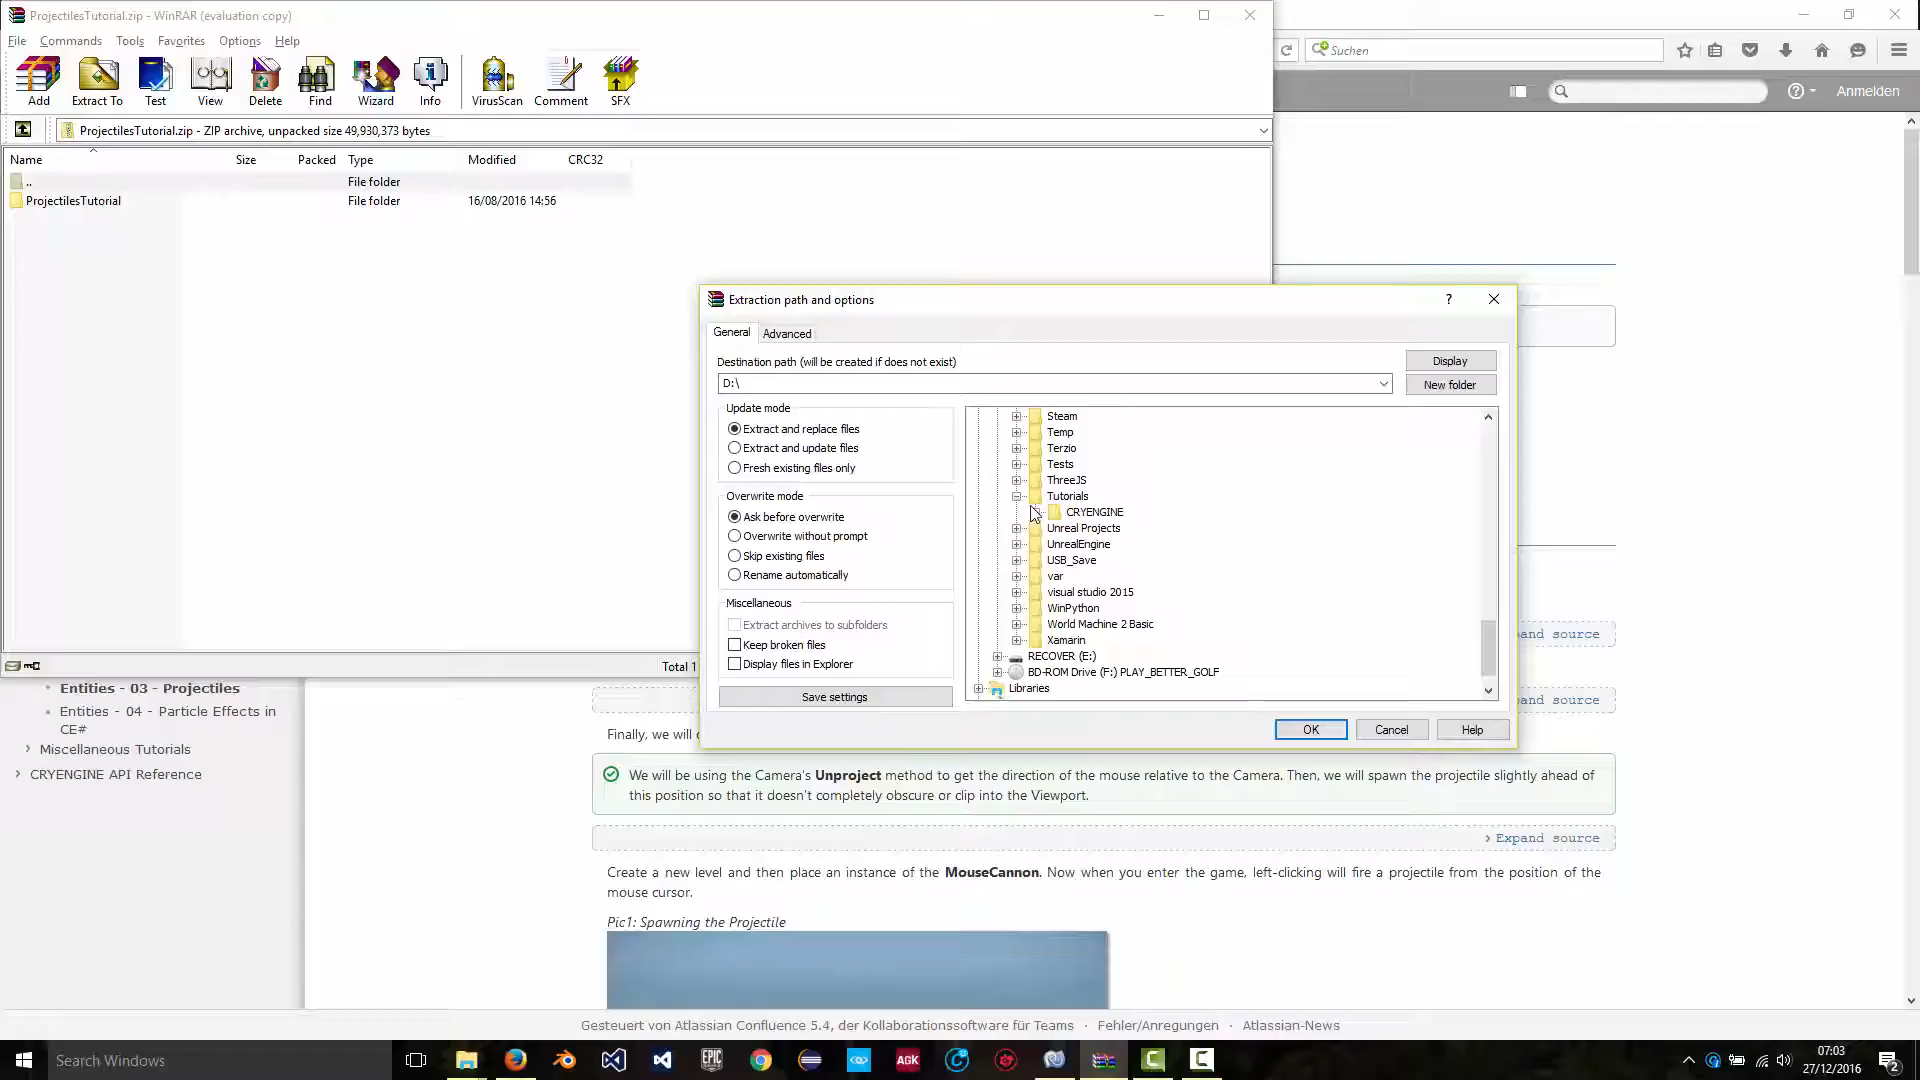 ProjectilesTutorial.zip - WinRAR (evaluation copy)
File Commands Tools Favorites Options Help
Add Extract To Test View Delete Find Wizard Info VirusScan Comment SFX
ProjectilesTutorial.zip - ZIP archive, unpacked size 49,930,373 bytes
Name Size Packed Type Modified CRC32
.. File folder
ProjectilesTutorial File folder 16/08/2016 14:56
Total 1
Suchen
Anmelden
Extraction path and options
General Advanced
Destination path (will be created if does not exist)
Display
D:\
New folder
Update mode
Extract and replace files
Extract and update files
Fresh existing files only
Overwrite mode
Ask before overwrite
Overwrite without prompt
Skip existing files
Rename automatically
Miscellaneous
Extract archives to subfolders
Keep broken files
Display files in Explorer
Save settings
Steam
Temp
Terzio
Tests
ThreeJS
Tutorials
CRYENGINE
Unreal Projects
UnrealEngine
USB_Save
var
visual studio 2015
WinPython
World Machine 2 Basic
Xamarin
RECOVER (E:)
BD-ROM Drive (F:) PLAY_BETTER_GOLF
Libraries
OK Cancel Help
and source
and source
Entities - 03 - Projectiles
Entities - 04 - Particle Effects in
CE#
Miscellaneous Tutorials
CRYENGINE API Reference
Finally, we will
We will be using the Camera's Unproject method to get the direction of the mouse relative to the Camera. Then, we will spawn the projectile slightly ahead of
this position so that it doesn't completely obscure or clip into the Viewport.
Expand source
Create a new level and then place an instance of the MouseCannon. Now when you enter the game, left-clicking will fire a projectile from the position of the
mouse cursor.
Pic1: Spawning the Projectile
Gesteuert von Atlassian Confluence 5.4, der Kollaborationssoftware für Teams · Fehler/Anregungen · Atlassian-News
Search Windows
EPIC
AGK
07:03
27/12/2016
2